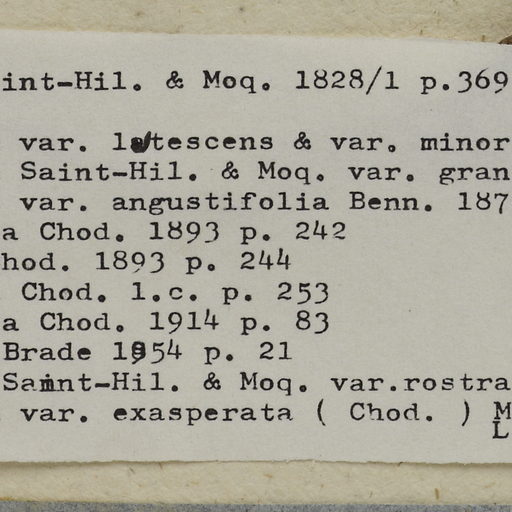 int-Hil. & Moq. 1828/1 p.369
var. lutescens & var. minor
Saint-Hil. & Moq. var. gran
var. angustifolia Benn. 187
a Chod. 1893 p. 242
hod. 1893 p. 244
Chod. l.c. p. 253
a Chod. 1914 p. 83
Brade 1954 p. 21
Saint-Hil. & Moq. var.rostra
var. exasperata ( Chod. ) M
L